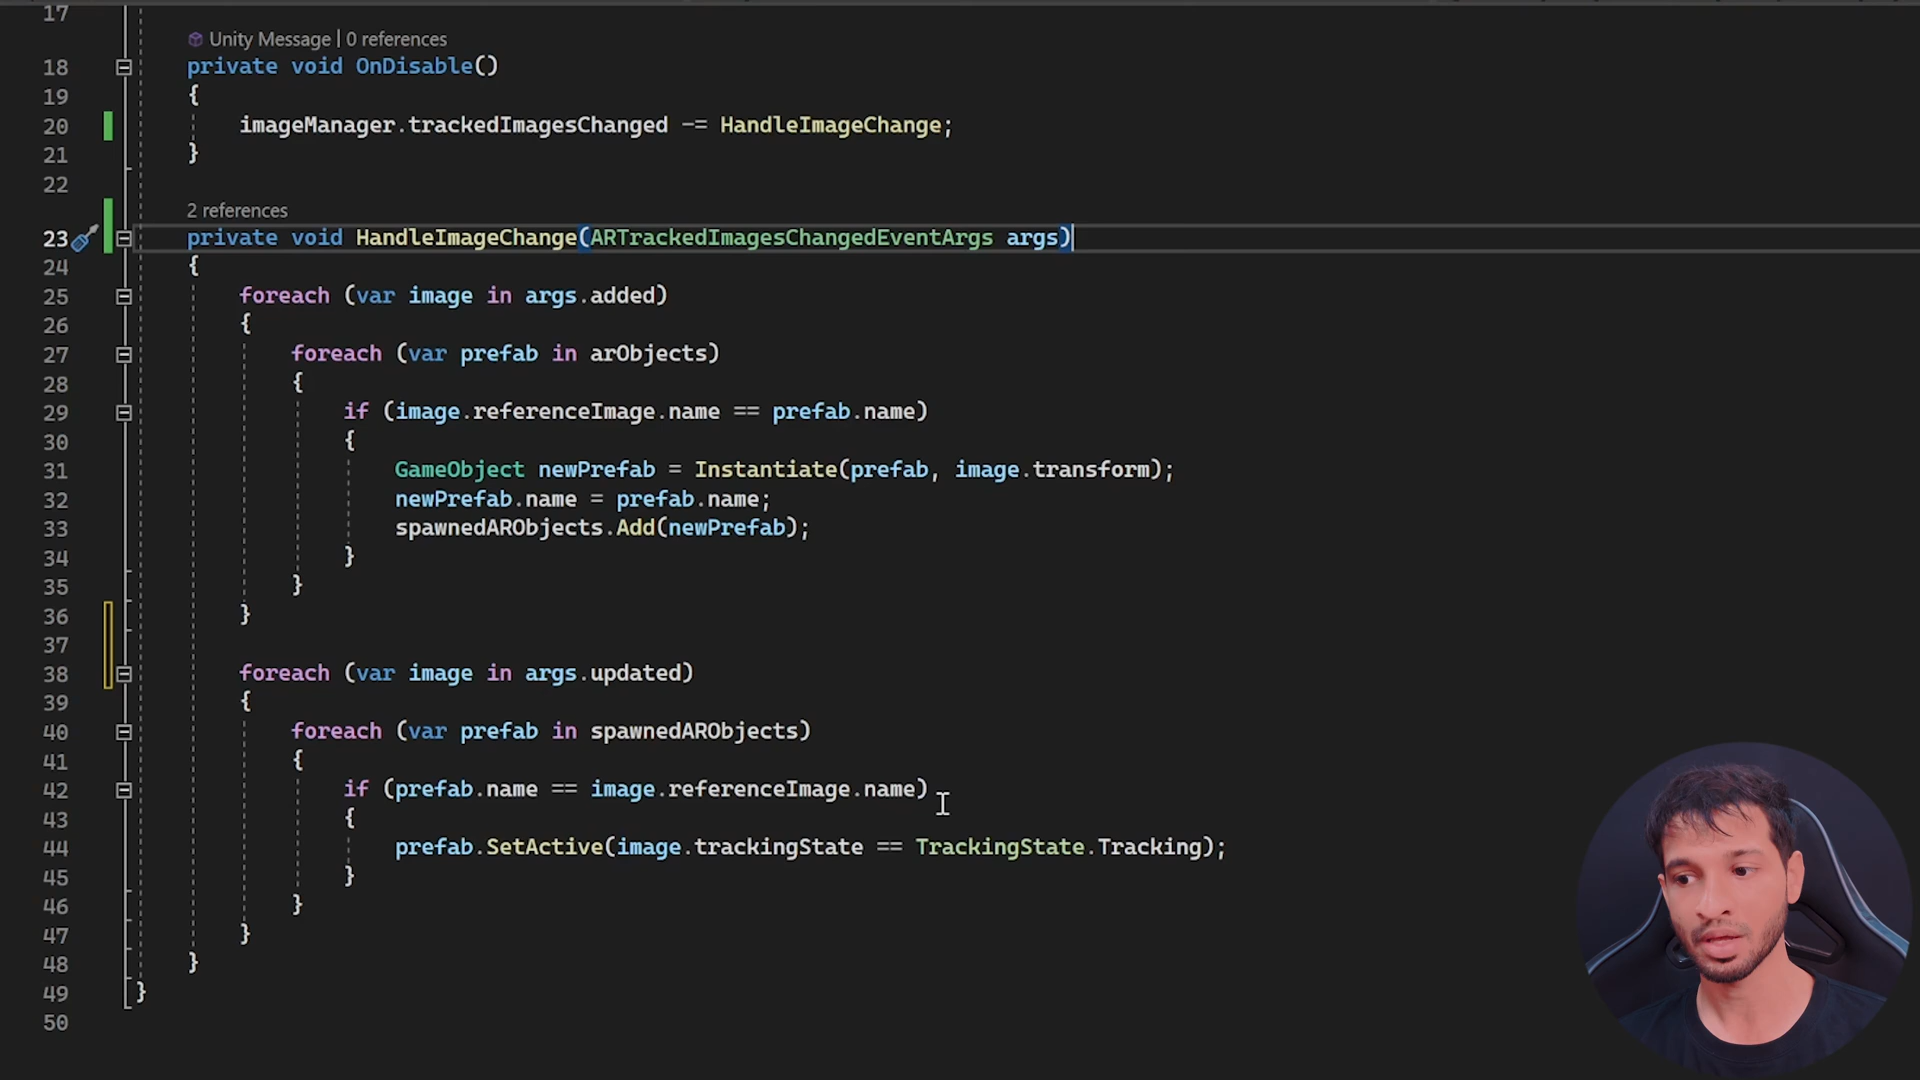 17
Unity Message | 0 references
18 private void OnDisable()
19 {
20 imageManager.trackedImagesChanged -= HandleImageChange;
21 }
22
2 references
23 private void HandleImageChange(ARTrackedImagesChangedEventArgs args)
24 {
25 foreach (var image in args.added)
26 {
27 foreach (var prefab in arObjects)
28 {
29 if (image.referenceImage.name == prefab.name)
30 {
31 GameObject newPrefab = Instantiate(prefab, image.transform);
32 newPrefab.name = prefab.name;
33 spawnedARObjects.Add(newPrefab);
34 }
35 }
36 }
37
38 foreach (var image in args.updated)
39 {
40 foreach (var prefab in spawnedARObjects)
41 {
42 if (prefab.name == image.referenceImage.name)
43 {
44 prefab.SetActive(image.trackingState == TrackingState.Tracking);
45 }
46 }
47 }
48 }
49 }
50